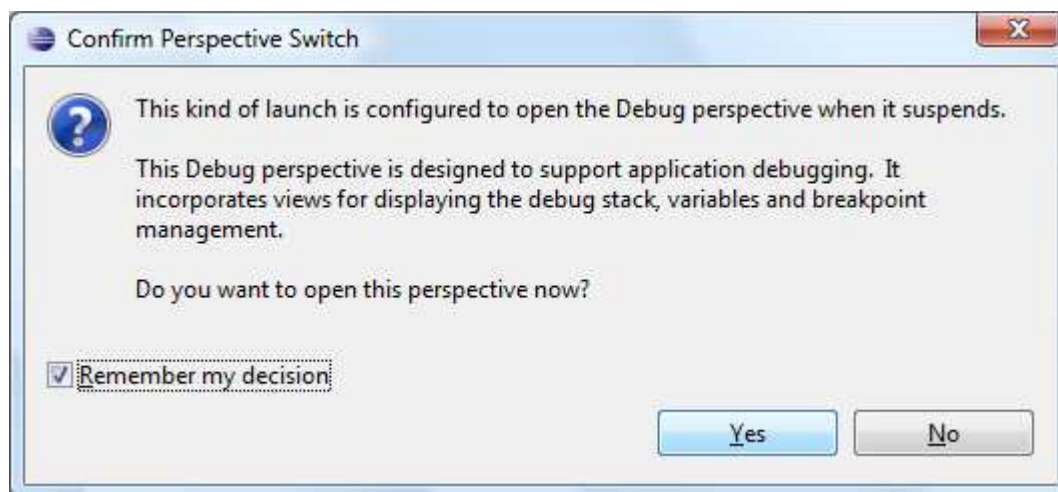 Confirm Perspective Switch
This kind of launch is configured to open the Debug perspective when it suspends.
This Debug perspective is designed to support application debugging. It
incorporates views for displaying the debug stack, variables and breakpoint
management.
Do you want to open this perspective now?
Remember my decision
Yes
No